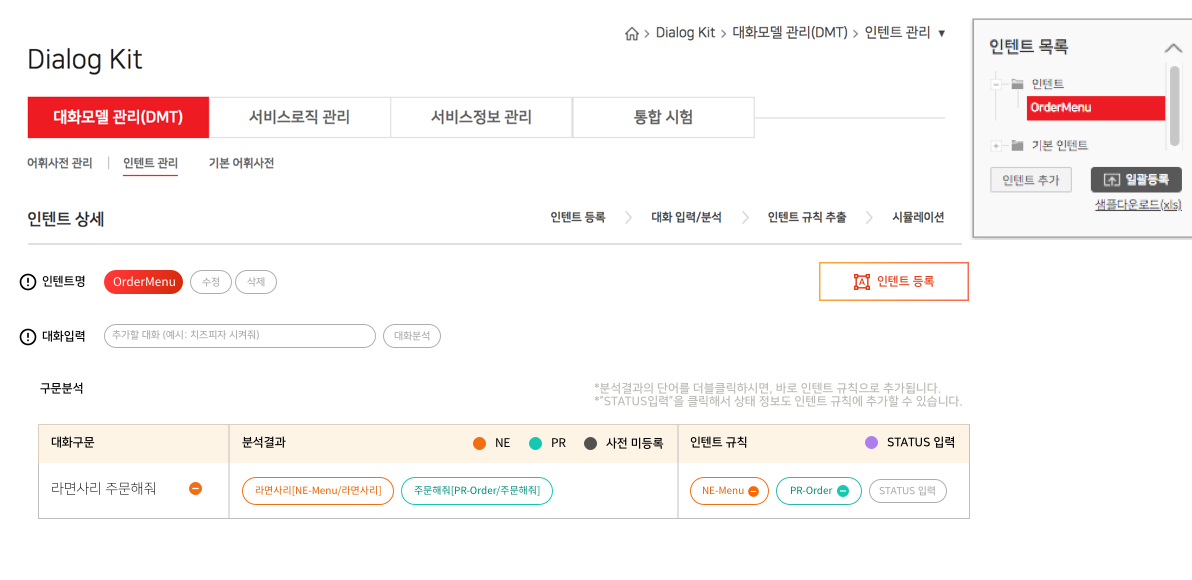 Dialog Kit > 대화모델 관리(DMT) > 인텐트 관리 ▼
Dialog Kit
대화모델 관리(DMT) 서비스로직 관리 서비스정보 관리 통합 시험
어휘사전 관리 | 인텐트 관리 기본 어휘사전
인텐트 목록
인텐트
OrderMenu
기본 인텐트
인텐트 추가 일괄등록
샘플다운로드(xls)
인텐트 상세 인텐트 등록 대화 입력/분석 인텐트 규칙 추출 시뮬레이션
인텐트명 OrderMenu 수정 삭제 인텐트 등록
대화입력 추가할 대화 (예시: 치즈피자 시켜줘) 대화분석
구문분석
*분석결과의 단어를 더블클릭하시면, 바로 인텐트 규칙으로 추가됩니다.
*"STATUS입력"을 클릭해서 상태 정보도 인텐트 규칙에 추가할 수 있습니다.
대화구문 분석결과 NE PR 사전 미등록 인텐트 규칙 STATUS 입력
라면사리 주문해줘 라면사리[NE-Menu/라면사리] 주문해줘[PR-Order/주문해줘] NE-Menu PR-Order STATUS 입력